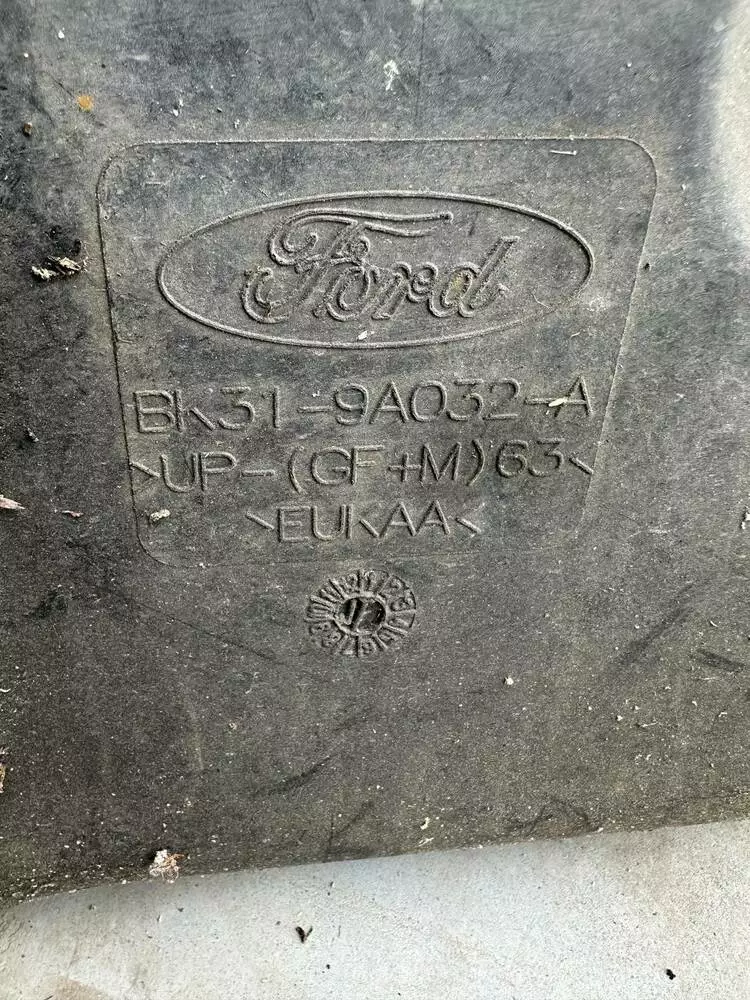 Ford
BK31-9A032-A
>UP-(GF+M)63<
>EUKAA<